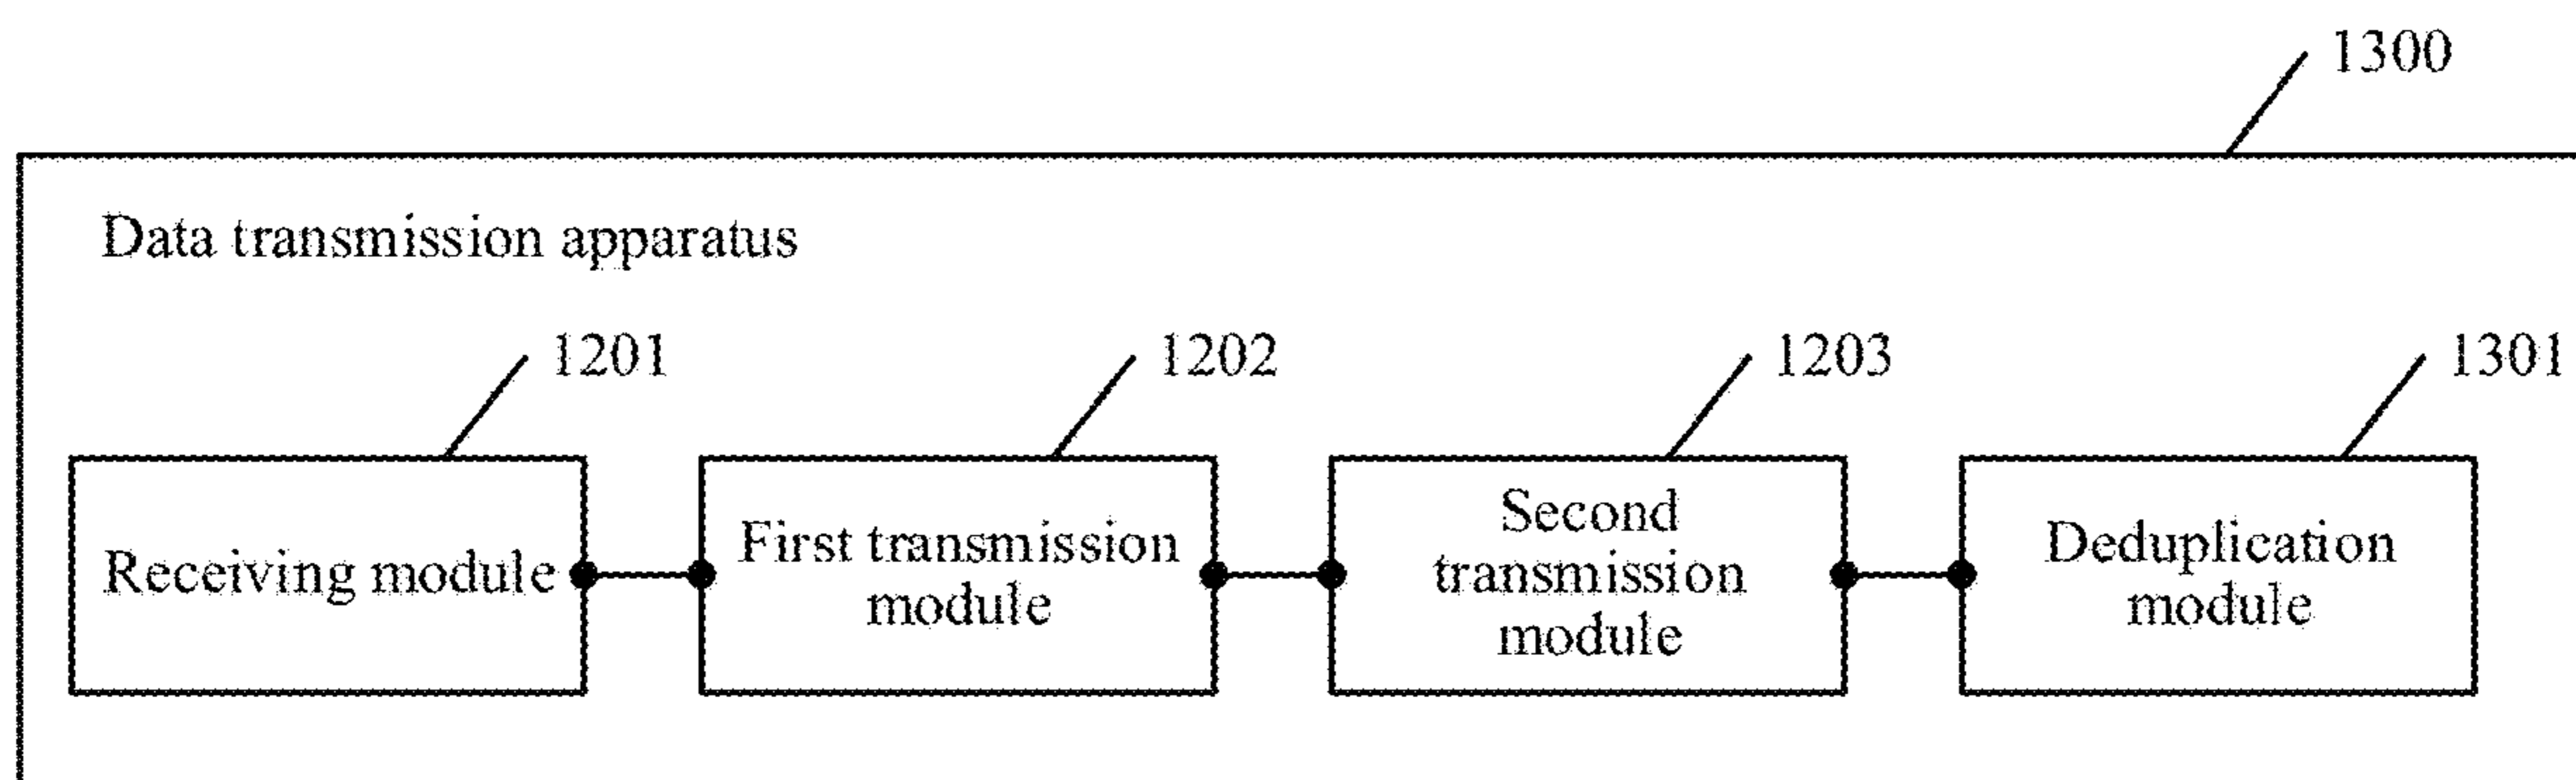 1300
Data transmission apparatus
1201
1202
1203
1301
Receiving module
First transmission
module
Second
transmission
module
Deduplication
module